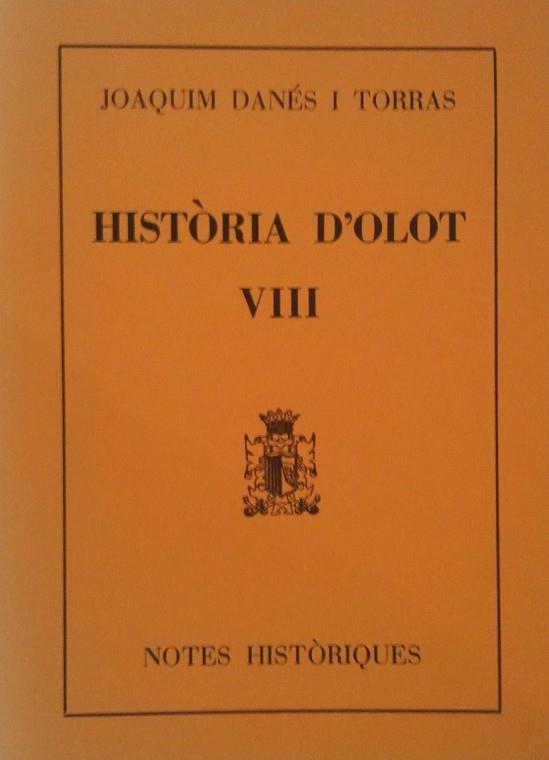 JOAQUIM DANÉS I TORRAS
HISTÒRIA D'OLOT
VIII
NOTES HISTÒRIQUES